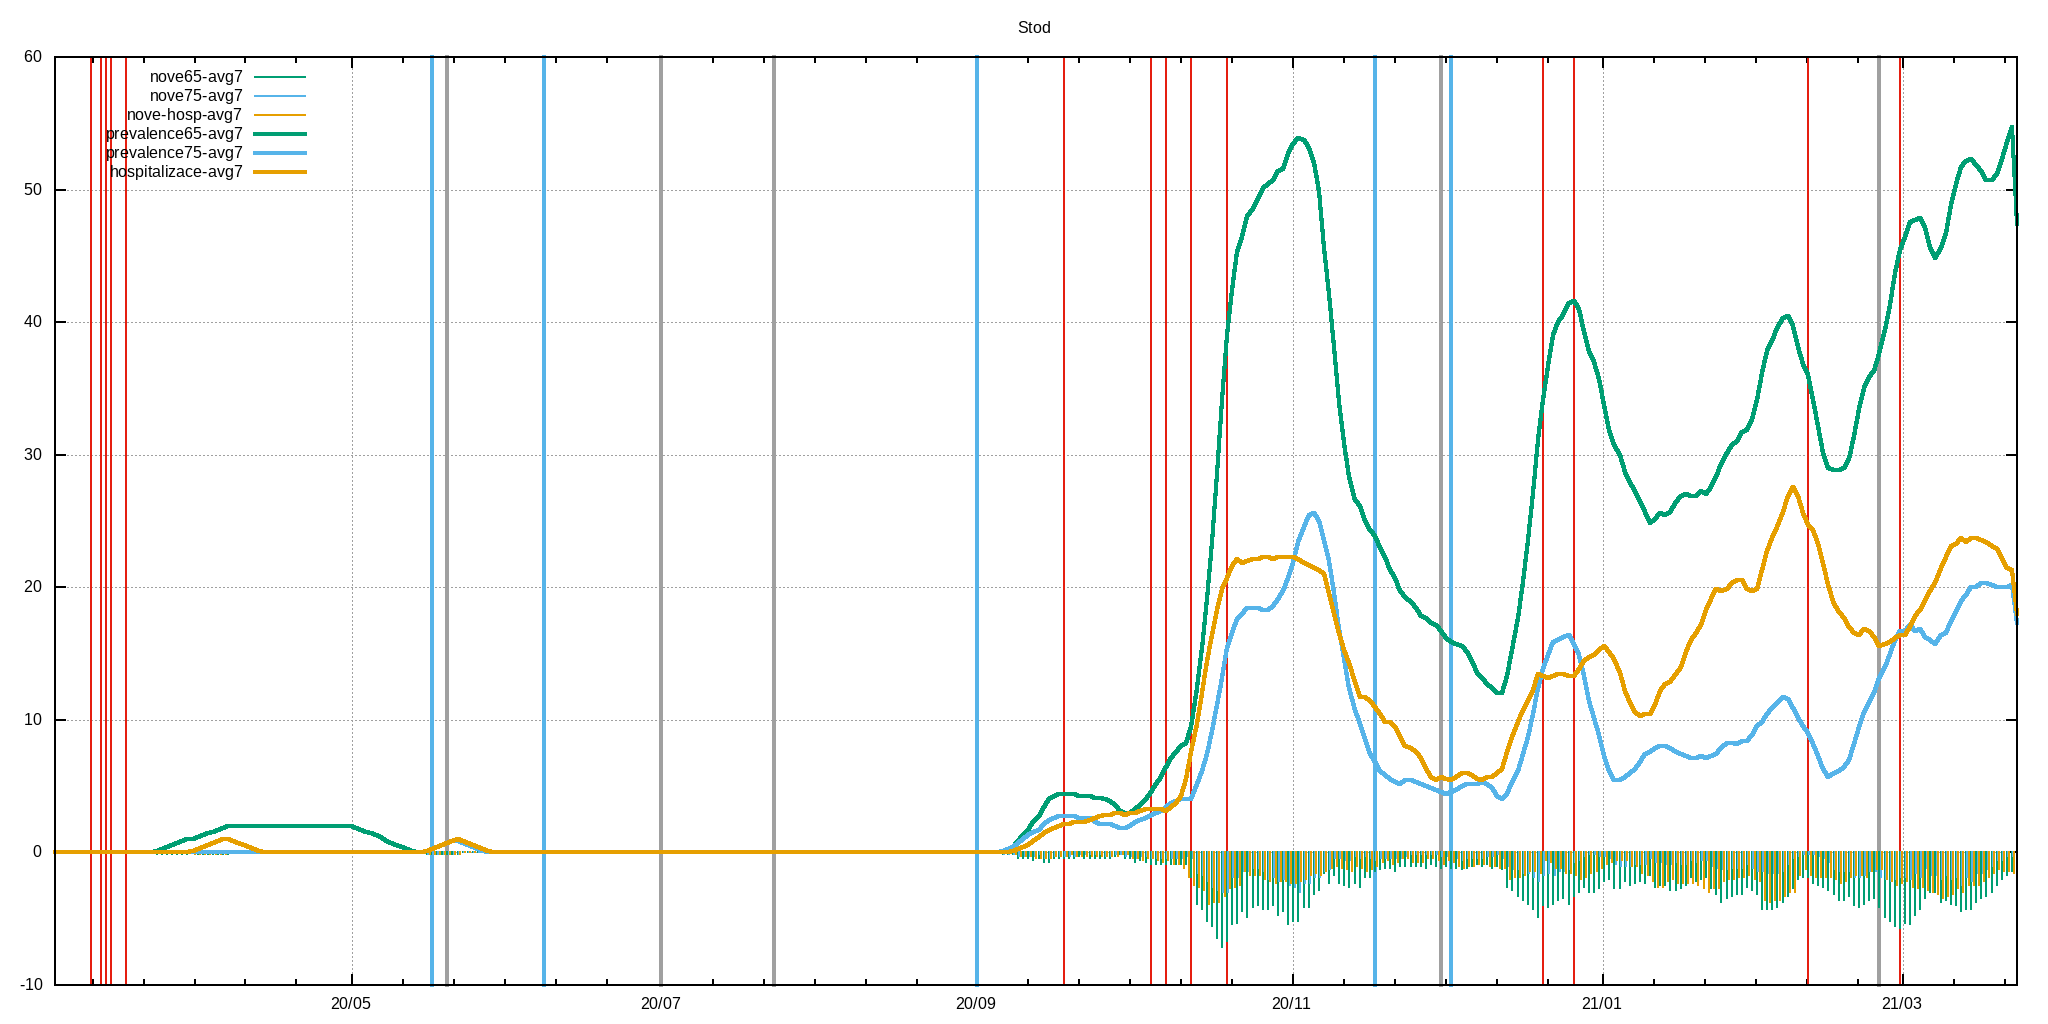 Stod
60
nove65-avg7
nove75-avg7
nove-hosp-avg7
prevalence65-avg7
prevalence75-avg7
hospitalizace-avg7
50
40
30
20
10
0
-10
20/05
20/07
20/09
20/11
21/01
21/03